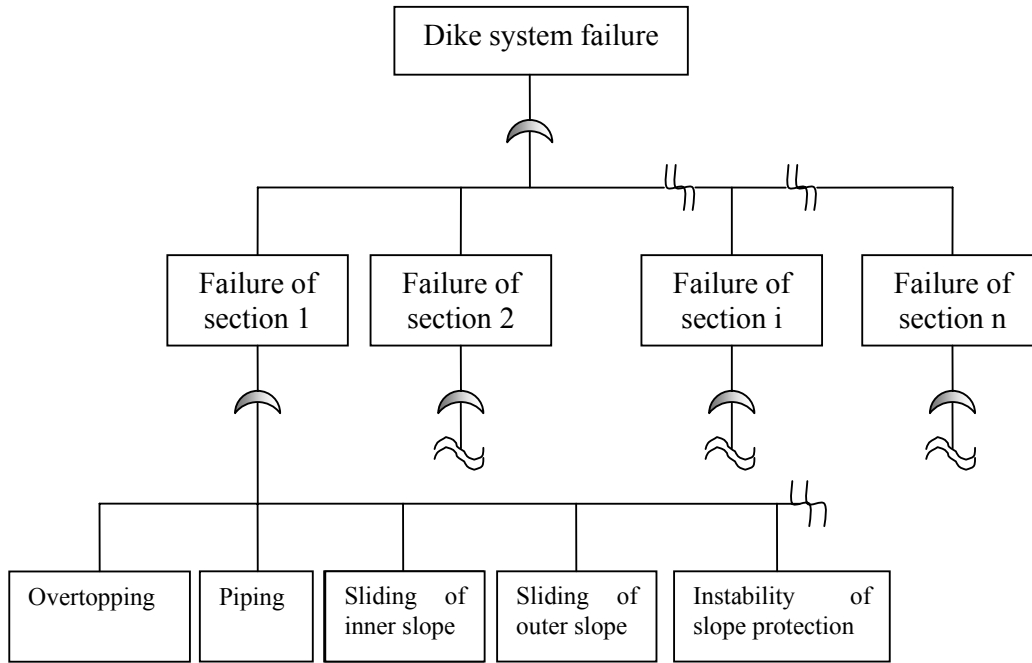 Dike system failure
Failure of
section 1
Failure of
section 2
Failure of
section i
Failure of
section n
Overtopping
Piping
Sliding of
inner slope
Sliding of
outer slope
Instability of
slope protection